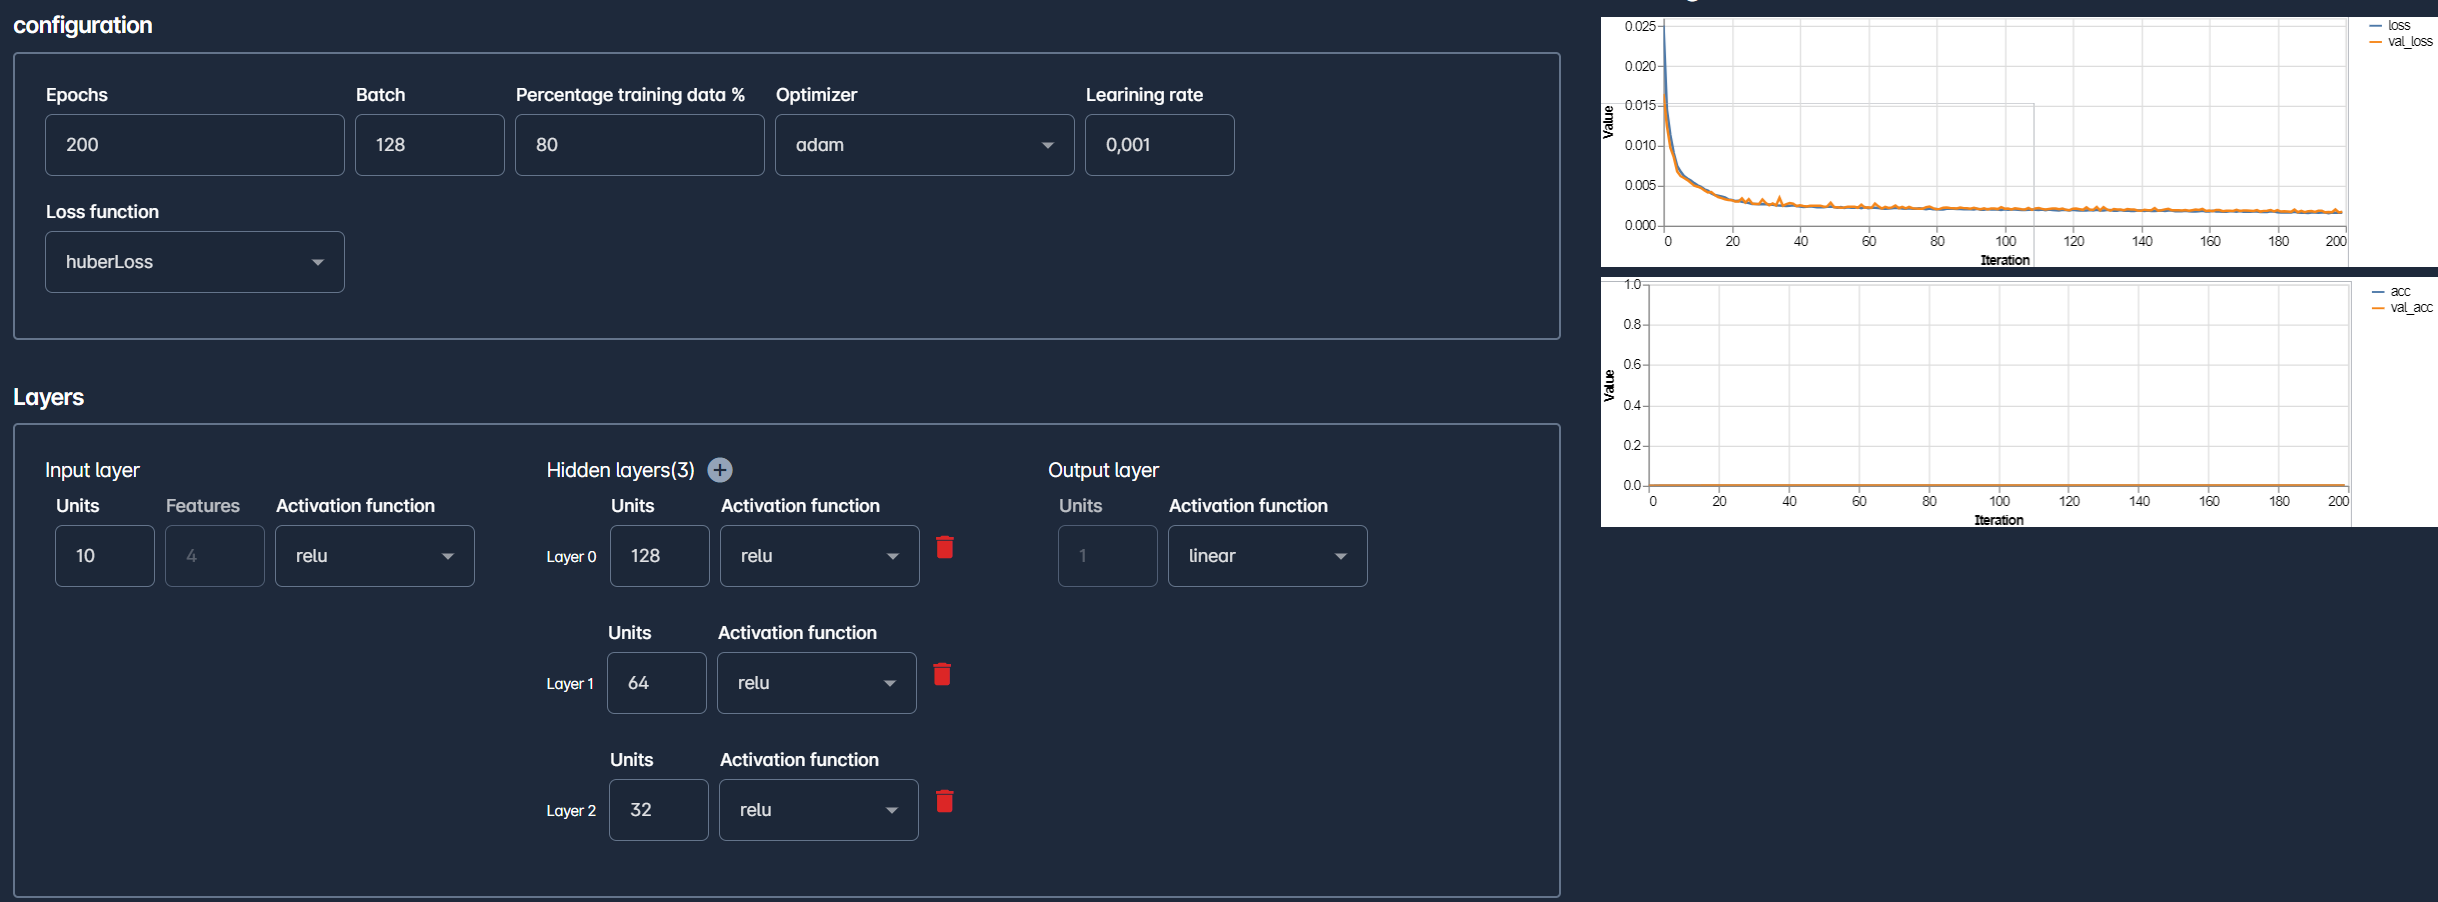 configuration
Epochs Batch Percentage training data % Optimizer Learining rate
200 128 80 adam 0,001
Loss function
huberLoss
Layers
Input layer Hidden layers(3) Output layer
Units Features Activation function Units Activation function Units Activation function
10 4 relu Layer 0 128 relu 1 linear
Units Activation function
Layer 1 64 relu
Units Activation function
Layer 2 32 relu
0.025 loss
val_loss
0.020
0.015
Value
0.010
0.005
0.000
0 20 40 60 80 100 120 140 160 180 200
Iteration
1.0 acc
val_acc
0.8
0.6
Value
0.4
0.2
0.0
0 20 40 60 80 100 120 140 160 180 200
Iteration